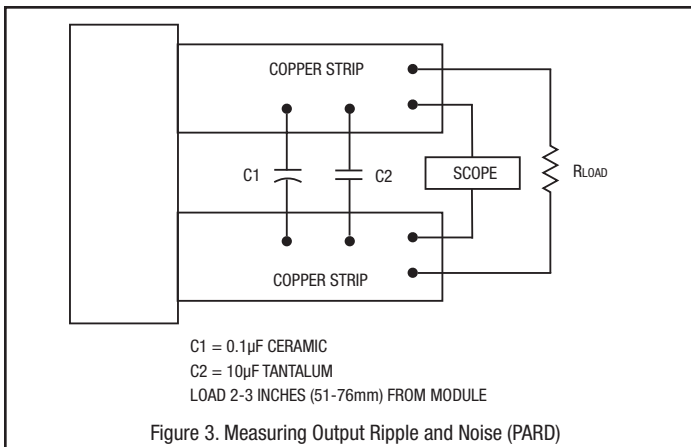 COPPER STRIP
C1
C2
SCOPE
RLOAD
COPPER STRIP
C1 = 0.1µF CERAMIC
C2 = 10µF TANTALUM
LOAD 2-3 INCHES (51-76mm) FROM MODULE
Figure 3. Measuring Output Ripple and Noise (PARD)